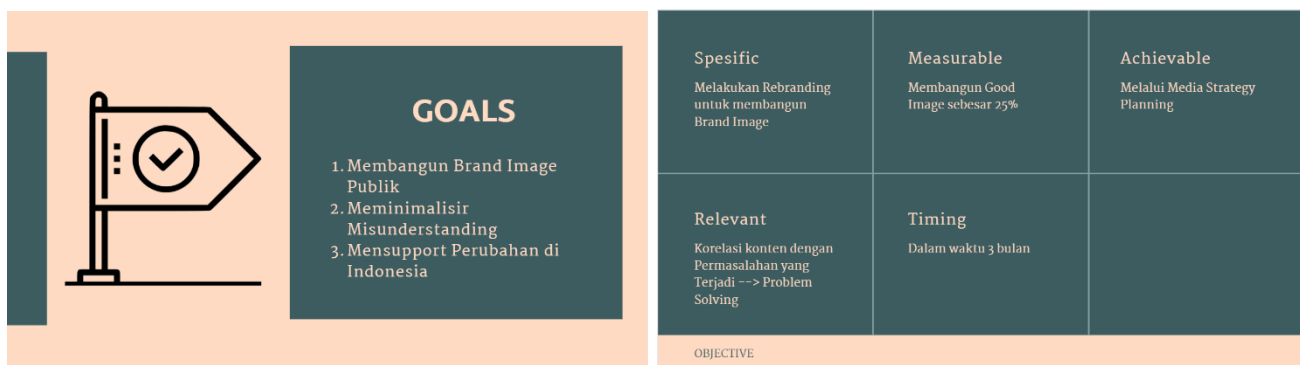 GOALS
1. Membangun Brand Image
Publik
2. Meminimalisir
Misunderstanding
3. Mensupport Perubahan di
Indonesia
Spesific
Melakukan Rebranding
untuk membangun
Brand Image
Measurable
Membangun Good
Image sebesar 25%
Achievable
Melalui Media Strategy
Planning
Relevant
Korelasi konten dengan
Permasalahan yang
Terjadi --> Problem
Solving
Timing
Dalam waktu 3 bulan
OBJECTIVE